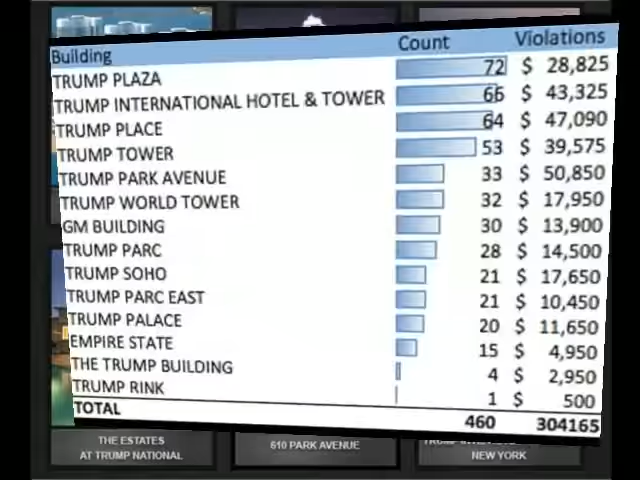 Building Count Violations
TRUMP PLAZA 72 $ 28,825
TRUMP INTERNATIONAL HOTEL & TOWER 66 $ 43,325
TRUMP PLACE 64 $ 47,090
TRUMP TOWER 53 $ 39,575
TRUMP PARK AVENUE 33 $ 50,850
TRUMP WORLD TOWER 32 $ 17,950
GM BUILDING 30 $ 13,900
TRUMP PARC 28 $ 14,500
TRUMP SOHO 21 $ 17,650
TRUMP PARC EAST 21 $ 10,450
TRUMP PALACE 20 $ 11,650
EMPIRE STATE 15 $ 4,950
THE TRUMP BUILDING 4 $ 2,950
TRUMP RINK 1 $ 500
TOTAL 460 304165
THE ESTATES
AT TRUMP NATIONAL
610 PARK AVENUE
NEW YORK